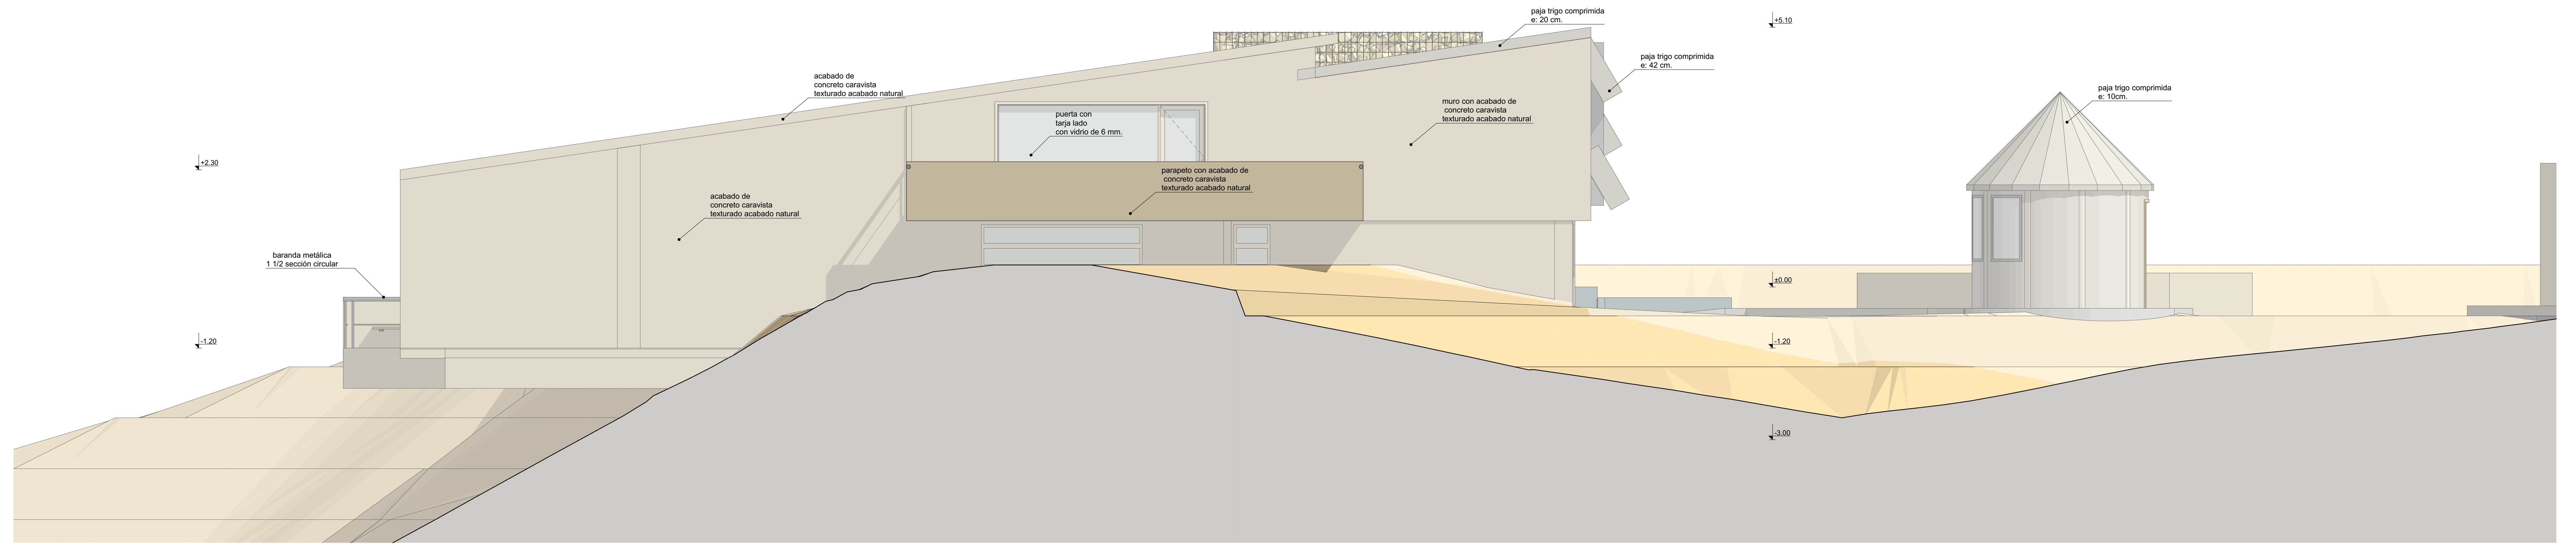 paja trigo comprimida
e: 20 cm.
+5.10
paja trigo comprimida
e: 42 cm.
acabado de
concreto caravista
texturado acabado natural
paja trigo comprimida
e: 10cm.
muro con acabado de
concreto caravista
texturado acabado natural
puerta con
tarja lado
con vidrio de 6 mm.
+2.30
parapeto con acabado de
concreto caravista
texturado acabado natural
acabado de
concreto caravista
texturado acabado natural
baranda metálica
1 1/2 sección circular
±0.00
-1.20
-1.20
-3.00